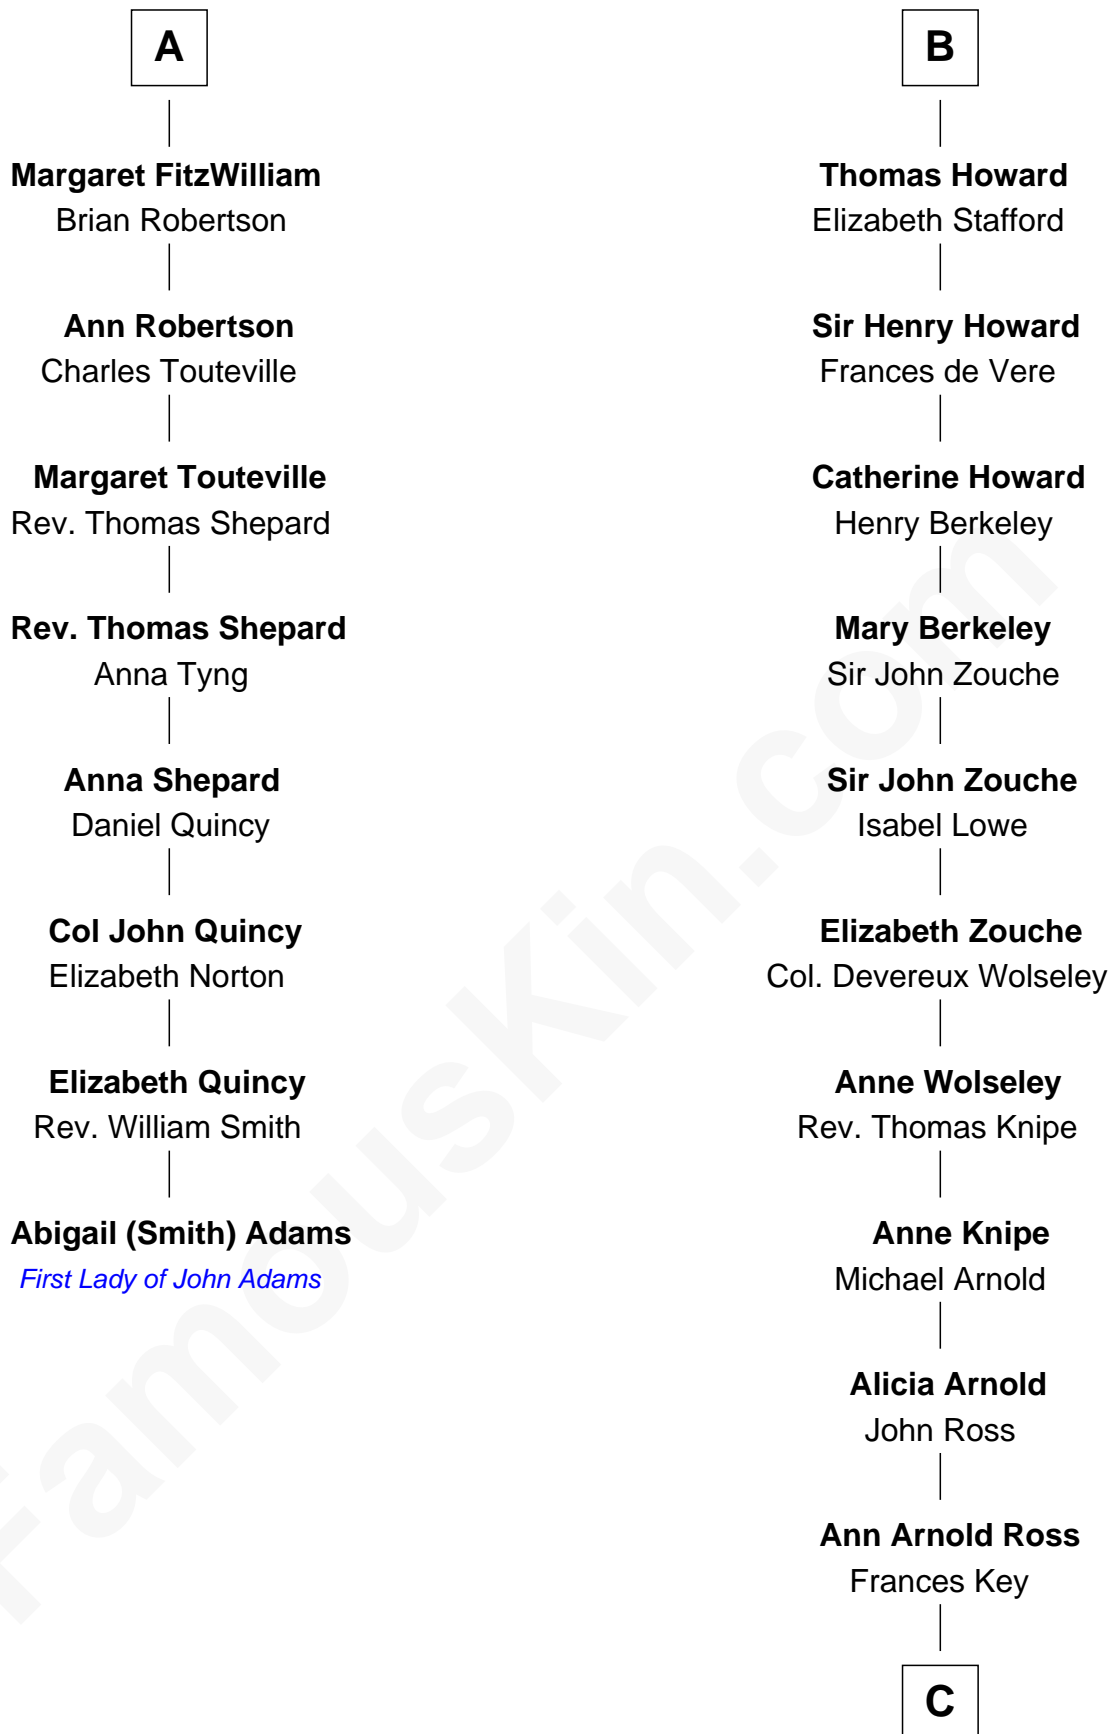 A
Margaret FitzWilliam
Brian Robertson
Ann Robertson
Charles Touteville
Margaret Touteville
Rev. Thomas Shepard
Rev. Thomas Shepard
Anna Tyng
Anna Shepard
Daniel Quincy
Col John Quincy
Elizabeth Norton
Elizabeth Quincy
Rev. William Smith
Abigail (Smith) Adams
First Lady of John Adams
B
Thomas Howard
Elizabeth Stafford
Sir Henry Howard
Frances de Vere
Catherine Howard
Henry Berkeley
Mary Berkeley
Sir John Zouche
Sir John Zouche
Isabel Lowe
Elizabeth Zouche
Col. Devereux Wolseley
Anne Wolseley
Rev. Thomas Knipe
Anne Knipe
Michael Arnold
Alicia Arnold
John Ross
Ann Arnold Ross
Frances Key
C
FamousKin.com